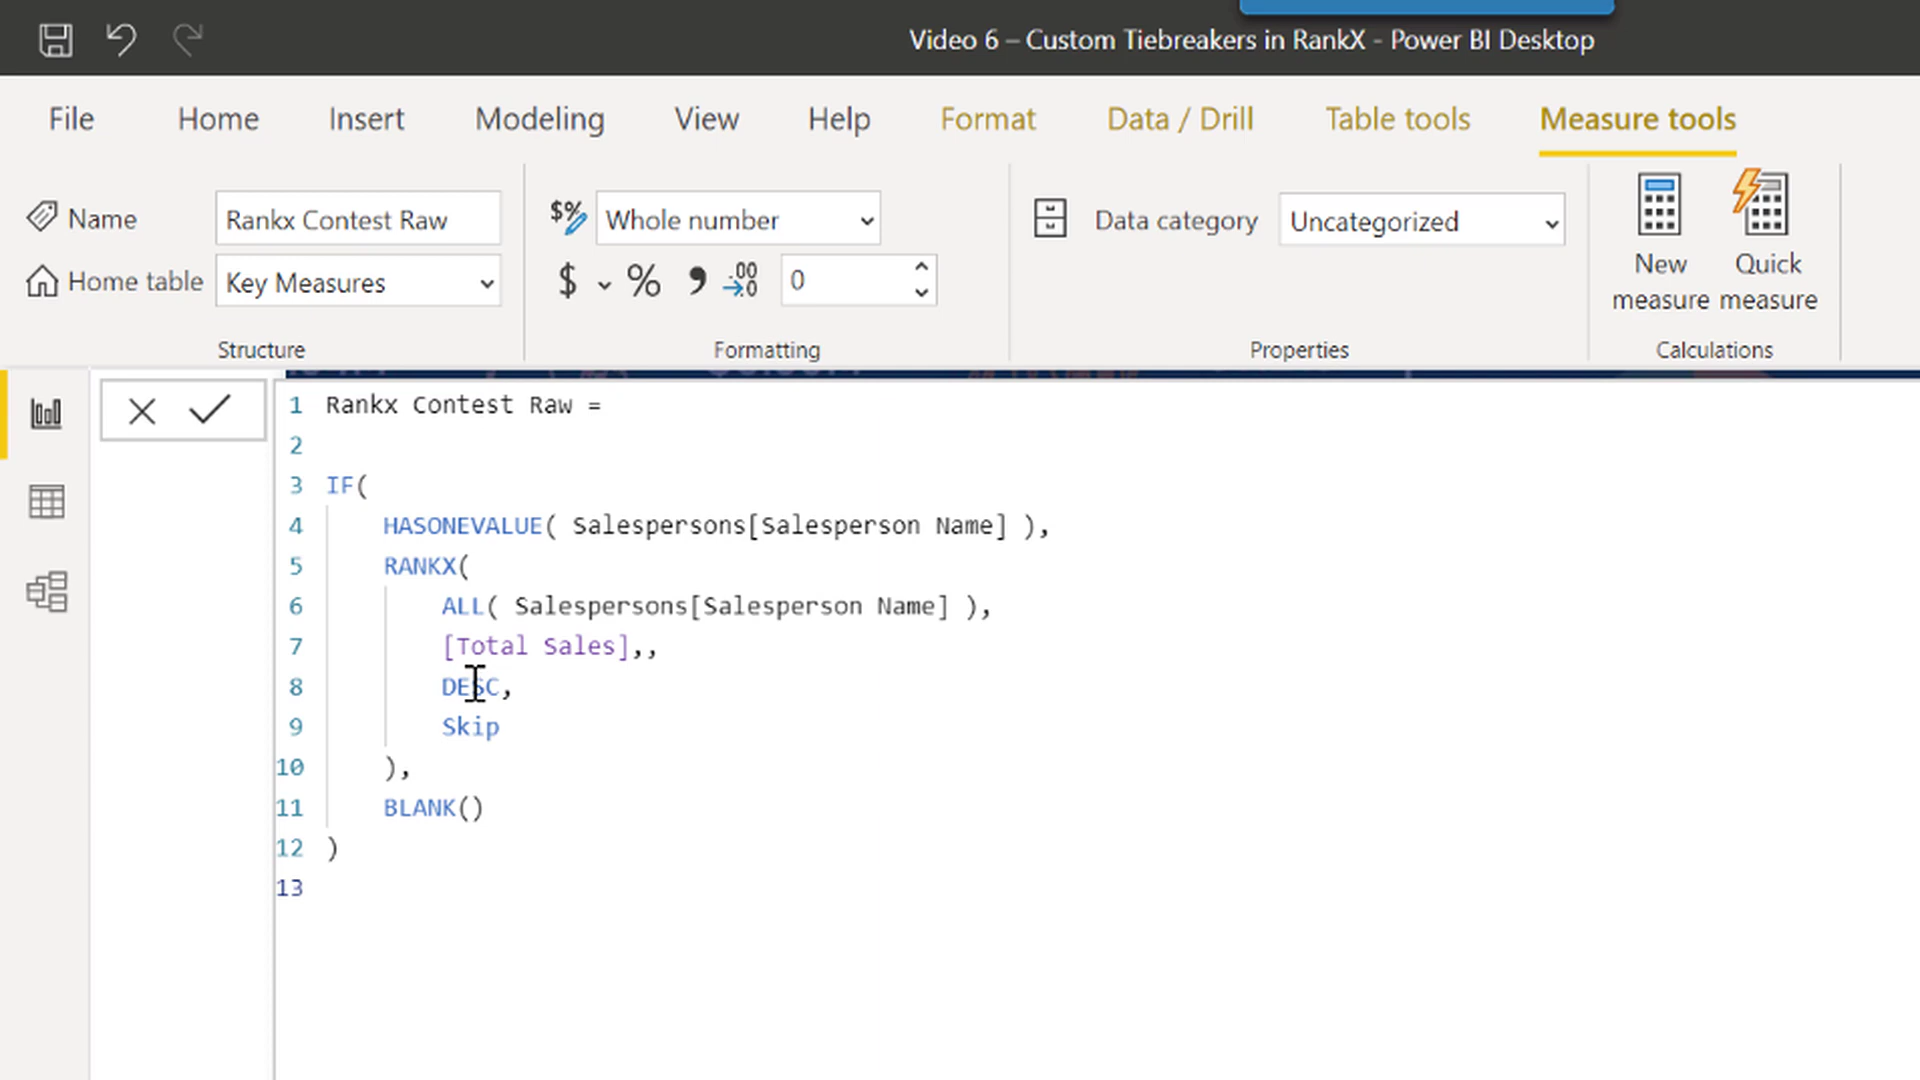 Video 6 – Custom Tiebreakers in RankX - Power BI Desktop
File Home Insert Modeling View Help Format Data / Drill Table tools Measure tools
Name Rankx Contest Raw
Home table Key Measures
Structure
$% Whole number
$ % , .00 .0 0
Formatting
Data category Uncategorized
Properties
New measure
Quick measure
Calculations
1 Rankx Contest Raw =
2
3 IF(
4 HASONEVALUE( Salespersons[Salesperson Name] ),
5 RANKX(
6 ALL( Salespersons[Salesperson Name] ),
7 [Total Sales],,
8 DESC,
9 Skip
10 ),
11 BLANK()
12 )
13